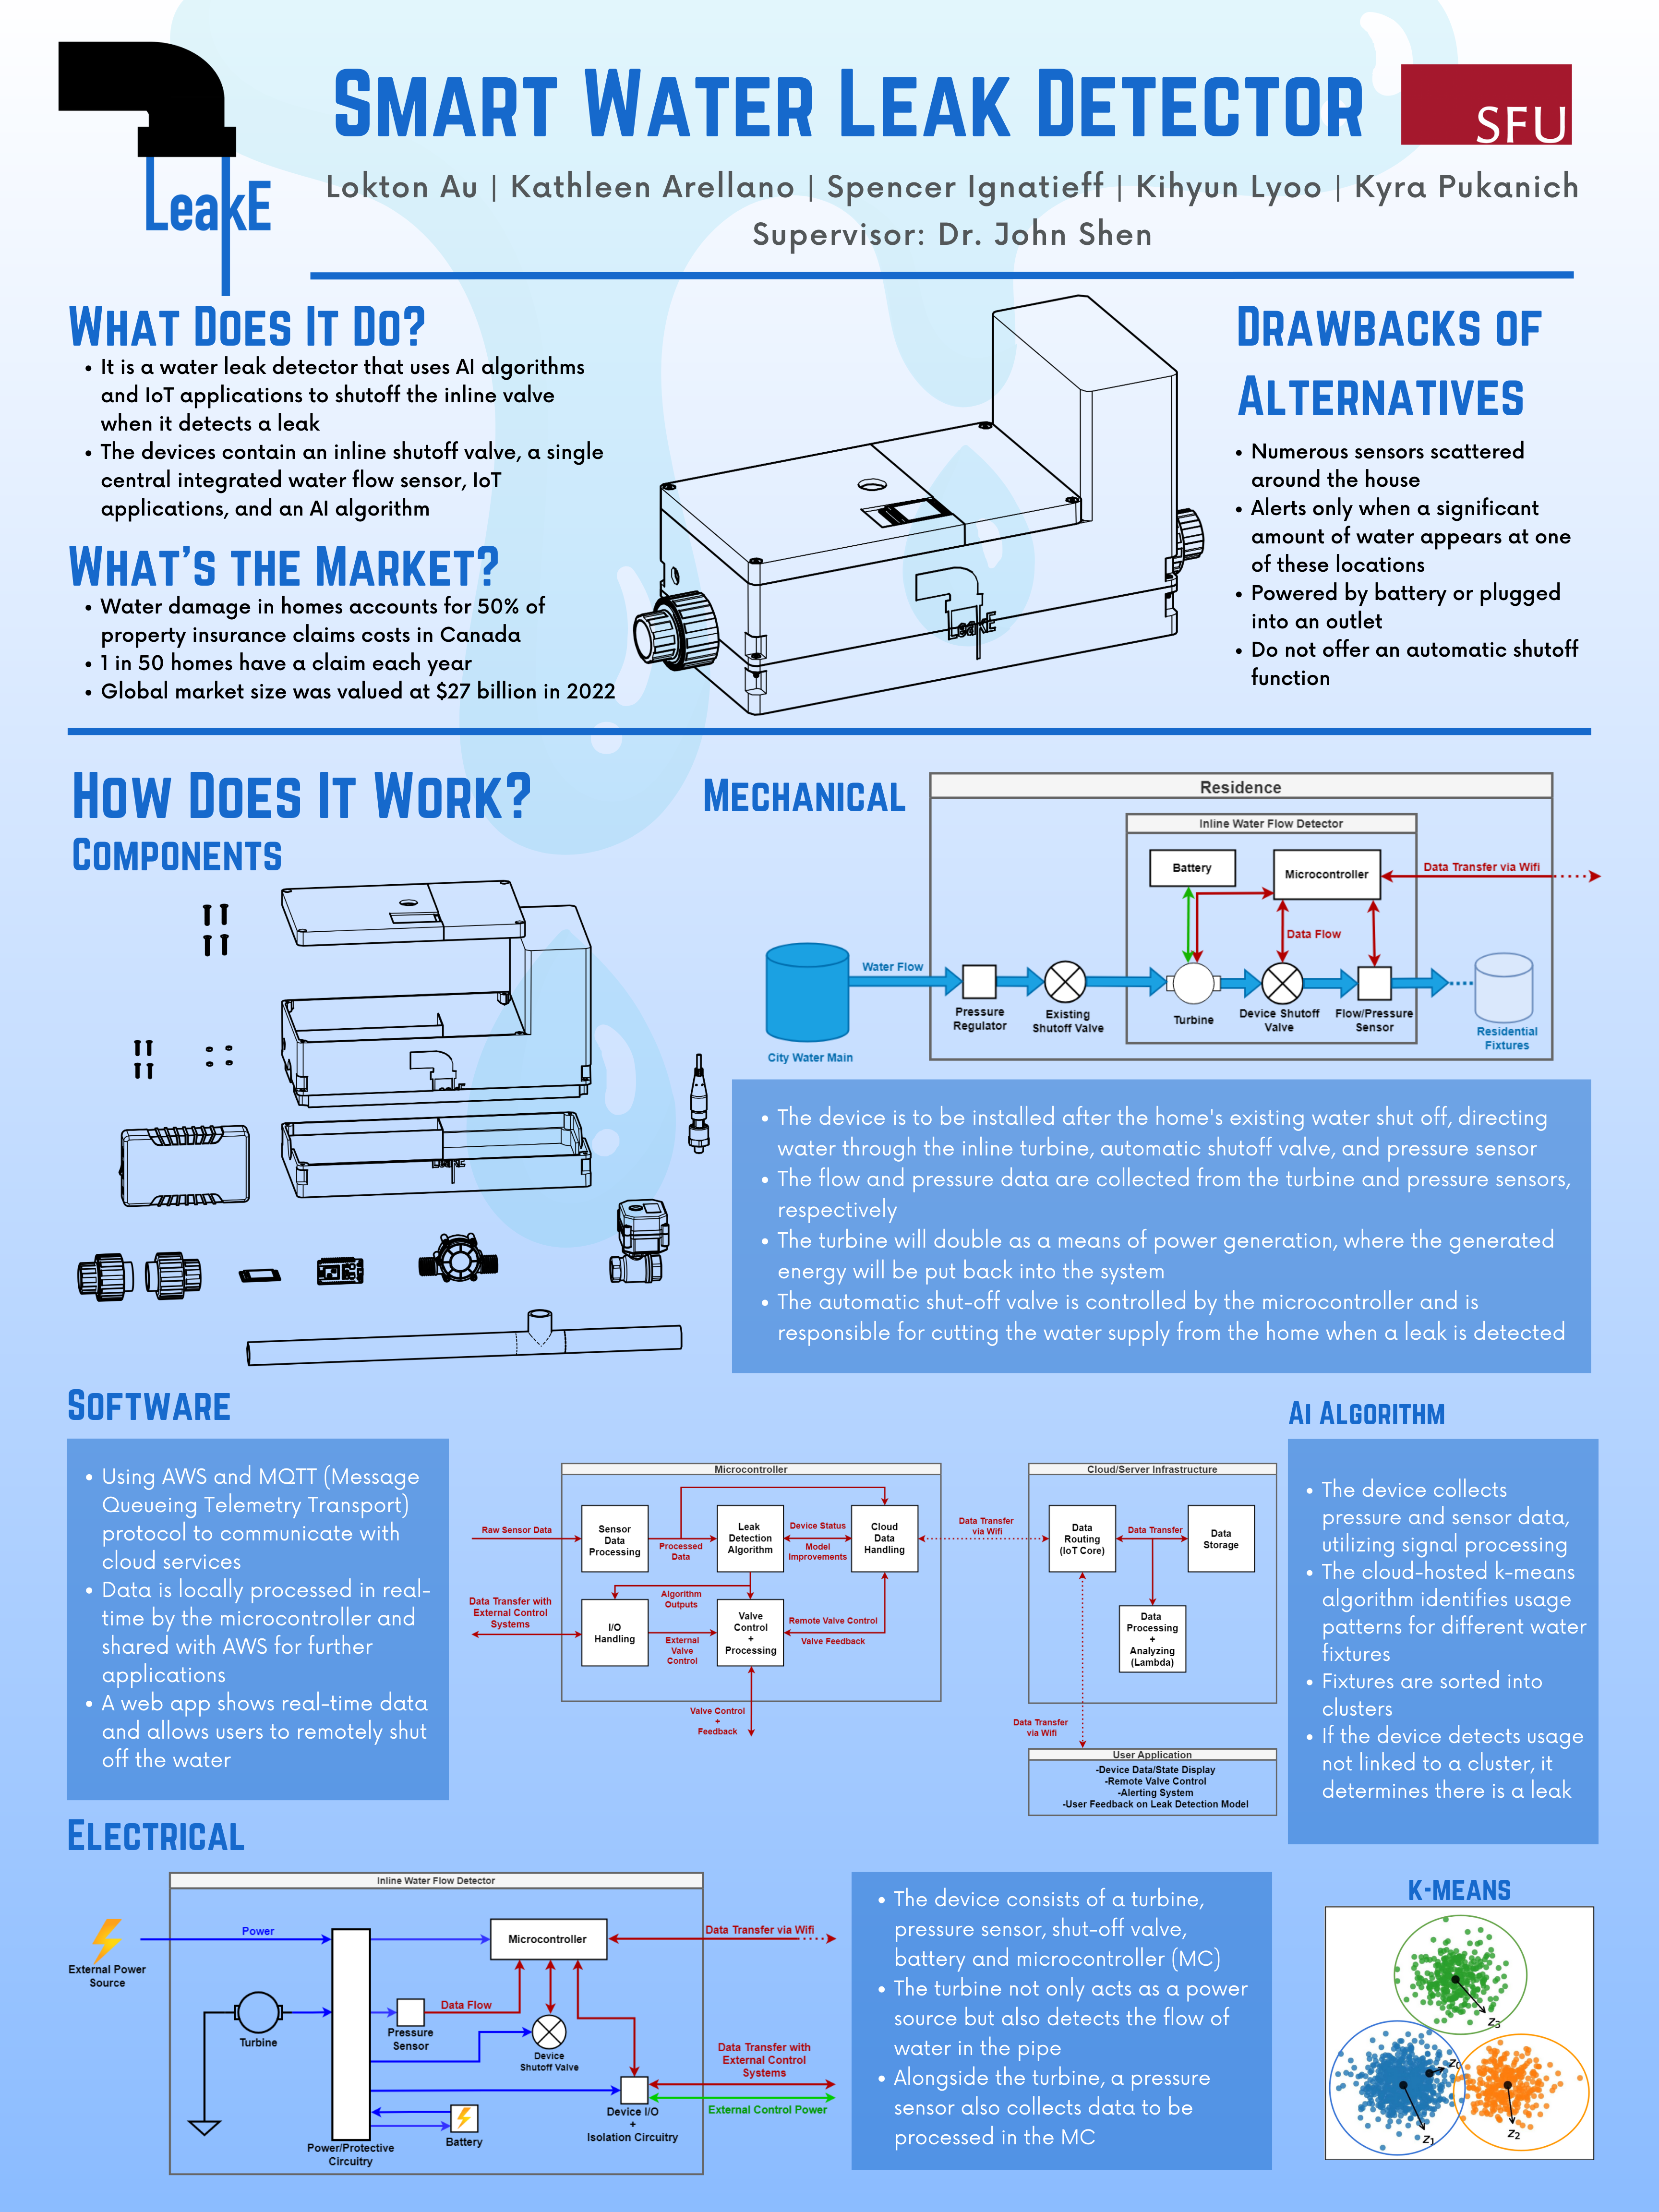 SMART WATER LEAK DETECTOR
SFU
LeakE
Lokton Au | Kathleen Arellano | Spencer Ignatieff | Kihyun Lyoo | Kyra Pukanich
Supervisor: Dr. John Shen
WHAT DOES IT DO?
• It is a water leak detector that uses AI algorithms
and IoT applications to shutoff the inline valve
when it detects a leak
• The devices contain an inline shutoff valve, a single
central integrated water flow sensor, IoT
applications, and an AI algorithm
WHAT'S THE MARKET?
• Water damage in homes accounts for 50% of
property insurance claims costs in Canada
• 1 in 50 homes have a claim each year
• Global market size was valued at $27 billion in 2022
LeakE
DRAWBACKS OF
ALTERNATIVES
• Numerous sensors scattered
around the house
• Alerts only when a significant
amount of water appears at one
of these locations
• Powered by battery or plugged
into an outlet
• Do not offer an automatic shutoff
function
HOW DOES IT WORK?
COMPONENTS
MECHANICAL
Residence
Inline Water Flow Detector
Battery
Microcontroller
Data Transfer via Wifi
Data Flow
Water Flow
City Water Main
Pressure
Regulator
Existing
Shutoff Valve
Turbine
Device Shutoff
Valve
Flow/Pressure
Sensor
Residential
Fixtures
• The device is to be installed after the home's existing water shut off, directing
water through the inline turbine, automatic shutoff valve, and pressure sensor
• The flow and pressure data are collected from the turbine and pressure sensors,
respectively
• The turbine will double as a means of power generation, where the generated
energy will be put back into the system
• The automatic shut-off valve is controlled by the microcontroller and is
responsible for cutting the water supply from the home when a leak is detected
SOFTWARE
• Using AWS and MQTT (Message
Queueing Telemetry Transport)
protocol to communicate with
cloud services
• Data is locally processed in real-
time by the microcontroller and
shared with AWS for further
applications
• A web app shows real-time data
and allows users to remotely shut
off the water
Microcontroller
Raw Sensor Data
Sensor
Data
Processing
Processed
Data
Leak
Detection
Algorithm
Device Status
Model
Improvements
Cloud
Data
Handling
Data Transfer with
External Control
Systems
I/O
Handling
Algorithm
Outputs
External
Valve
Control
Valve
Control
+
Processing
Remote Valve Control
Valve Feedback
Valve Control
+
Feedback
Data Transfer
via Wifi
Cloud/Server Infrastructure
Data
Routing
(IoT Core)
Data Transfer
Data
Storage
Data
Processing
+
Analyzing
(Lambda)
Data Transfer
via Wifi
User Application
-Device Data/State Display
-Remote Valve Control
-Alerting System
-User Feedback on Leak Detection Model
AI ALGORITHM
• The device collects
pressure and sensor data,
utilizing signal processing
• The cloud-hosted k-means
algorithm identifies usage
patterns for different water
fixtures
• Fixtures are sorted into
clusters
• If the device detects usage
not linked to a cluster, it
determines there is a leak
ELECTRICAL
Inline Water Flow Detector
External Power
Source
Power
Microcontroller
Data Transfer via Wifi
Turbine
Data Flow
Pressure
Sensor
Device
Shutoff Valve
Data Transfer with
External Control
Systems
External Control Power
Device I/O
+
Isolation Circuitry
Battery
Power/Protective
Circuitry
• The device consists of a turbine,
pressure sensor, shut-off valve,
battery and microcontroller (MC)
• The turbine not only acts as a power
source but also detects the flow of
water in the pipe
• Alongside the turbine, a pressure
sensor also collects data to be
processed in the MC
K-MEANS
z3
z0
z1
z2